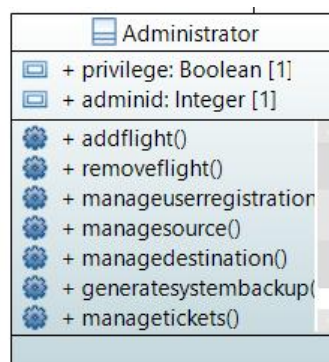 Administrator
+ privilege: Boolean [1]
+ adminid: Integer [1]
+ addflight()
+ removeflight()
+ manageuserregistration
+ managesource()
+ managedestination()
+ generatesystembackup(
+ managetickets()